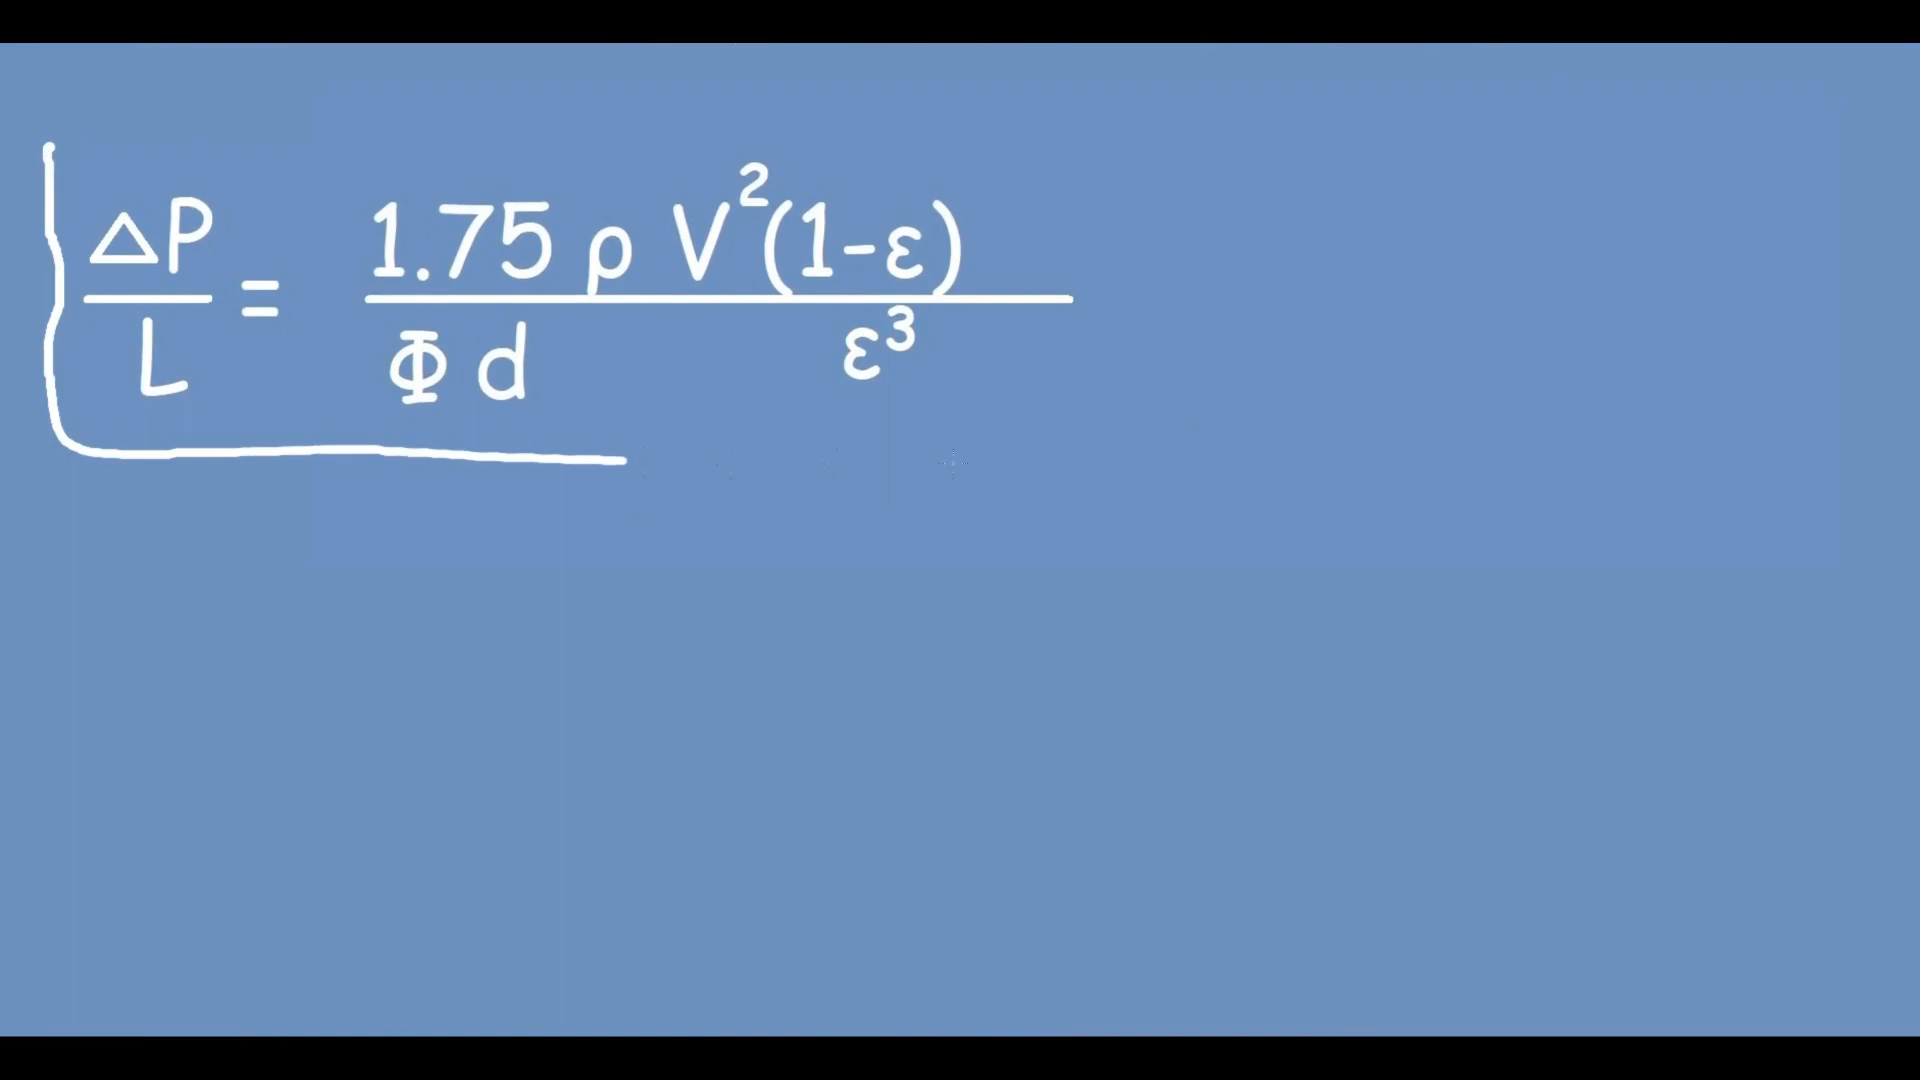 ΔP/L = 1.75 ρ V²(1-ε) / Φ d ε³